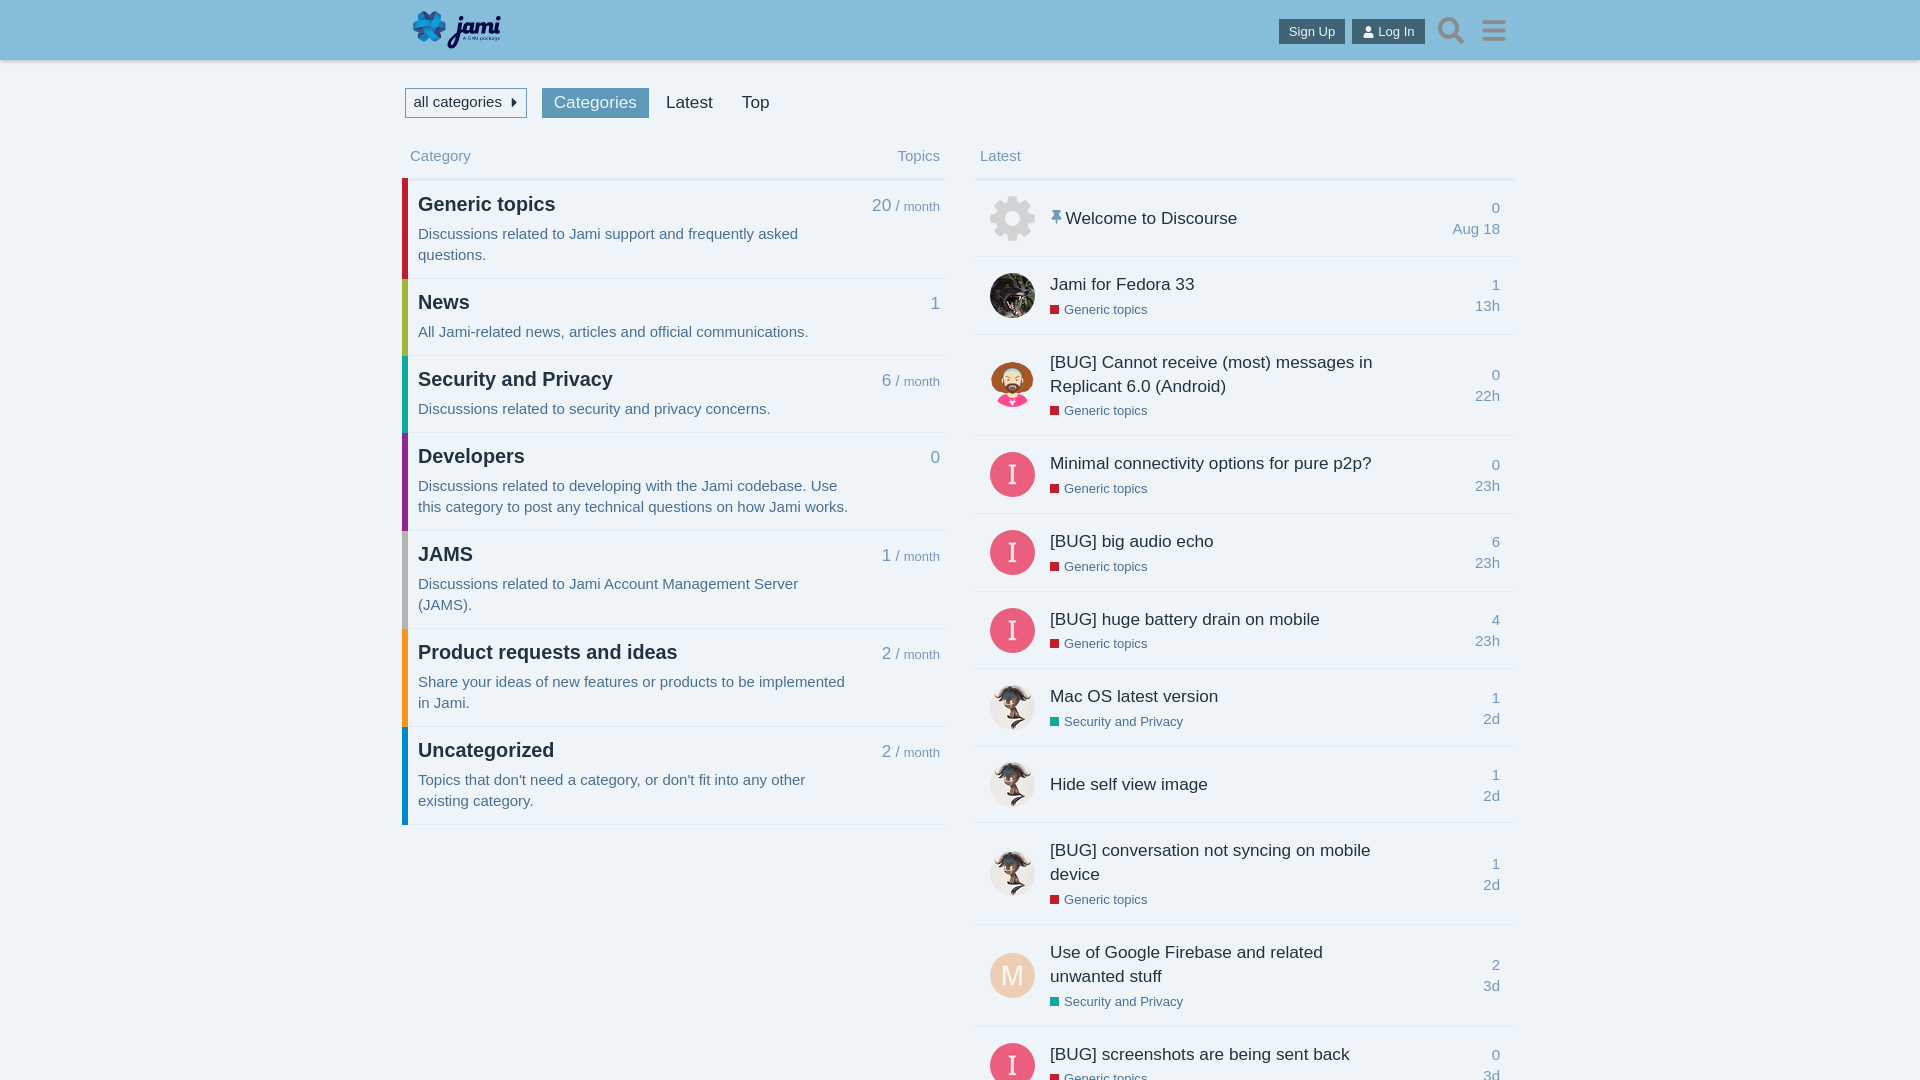 jami
A GNU package
Sign Up
Log In
all categories
Categories
Latest
Top
Category
Topics
Generic topics
20 / month
Discussions related to Jami support and frequently asked
questions.
News
1
All Jami-related news, articles and official communications.
Security and Privacy
6 / month
Discussions related to security and privacy concerns.
Developers
0
Discussions related to developing with the Jami codebase. Use
this category to post any technical questions on how Jami works.
JAMS
1 / month
Discussions related to Jami Account Management Server
(JAMS).
Product requests and ideas
2 / month
Share your ideas of new features or products to be implemented
in Jami.
Uncategorized
2 / month
Topics that don't need a category, or don't fit into any other
existing category.
Latest
Welcome to Discourse
0
Aug 18
Jami for Fedora 33
Generic topics
1
13h
[BUG] Cannot receive (most) messages in
Replicant 6.0 (Android)
Generic topics
0
22h
I
Minimal connectivity options for pure p2p?
Generic topics
0
23h
I
[BUG] big audio echo
Generic topics
6
23h
I
[BUG] huge battery drain on mobile
Generic topics
4
23h
Mac OS latest version
Security and Privacy
1
2d
Hide self view image
1
2d
[BUG] conversation not syncing on mobile
device
Generic topics
1
2d
M
Use of Google Firebase and related
unwanted stuff
Security and Privacy
2
3d
I
[BUG] screenshots are being sent back
Generic topics
0
3d